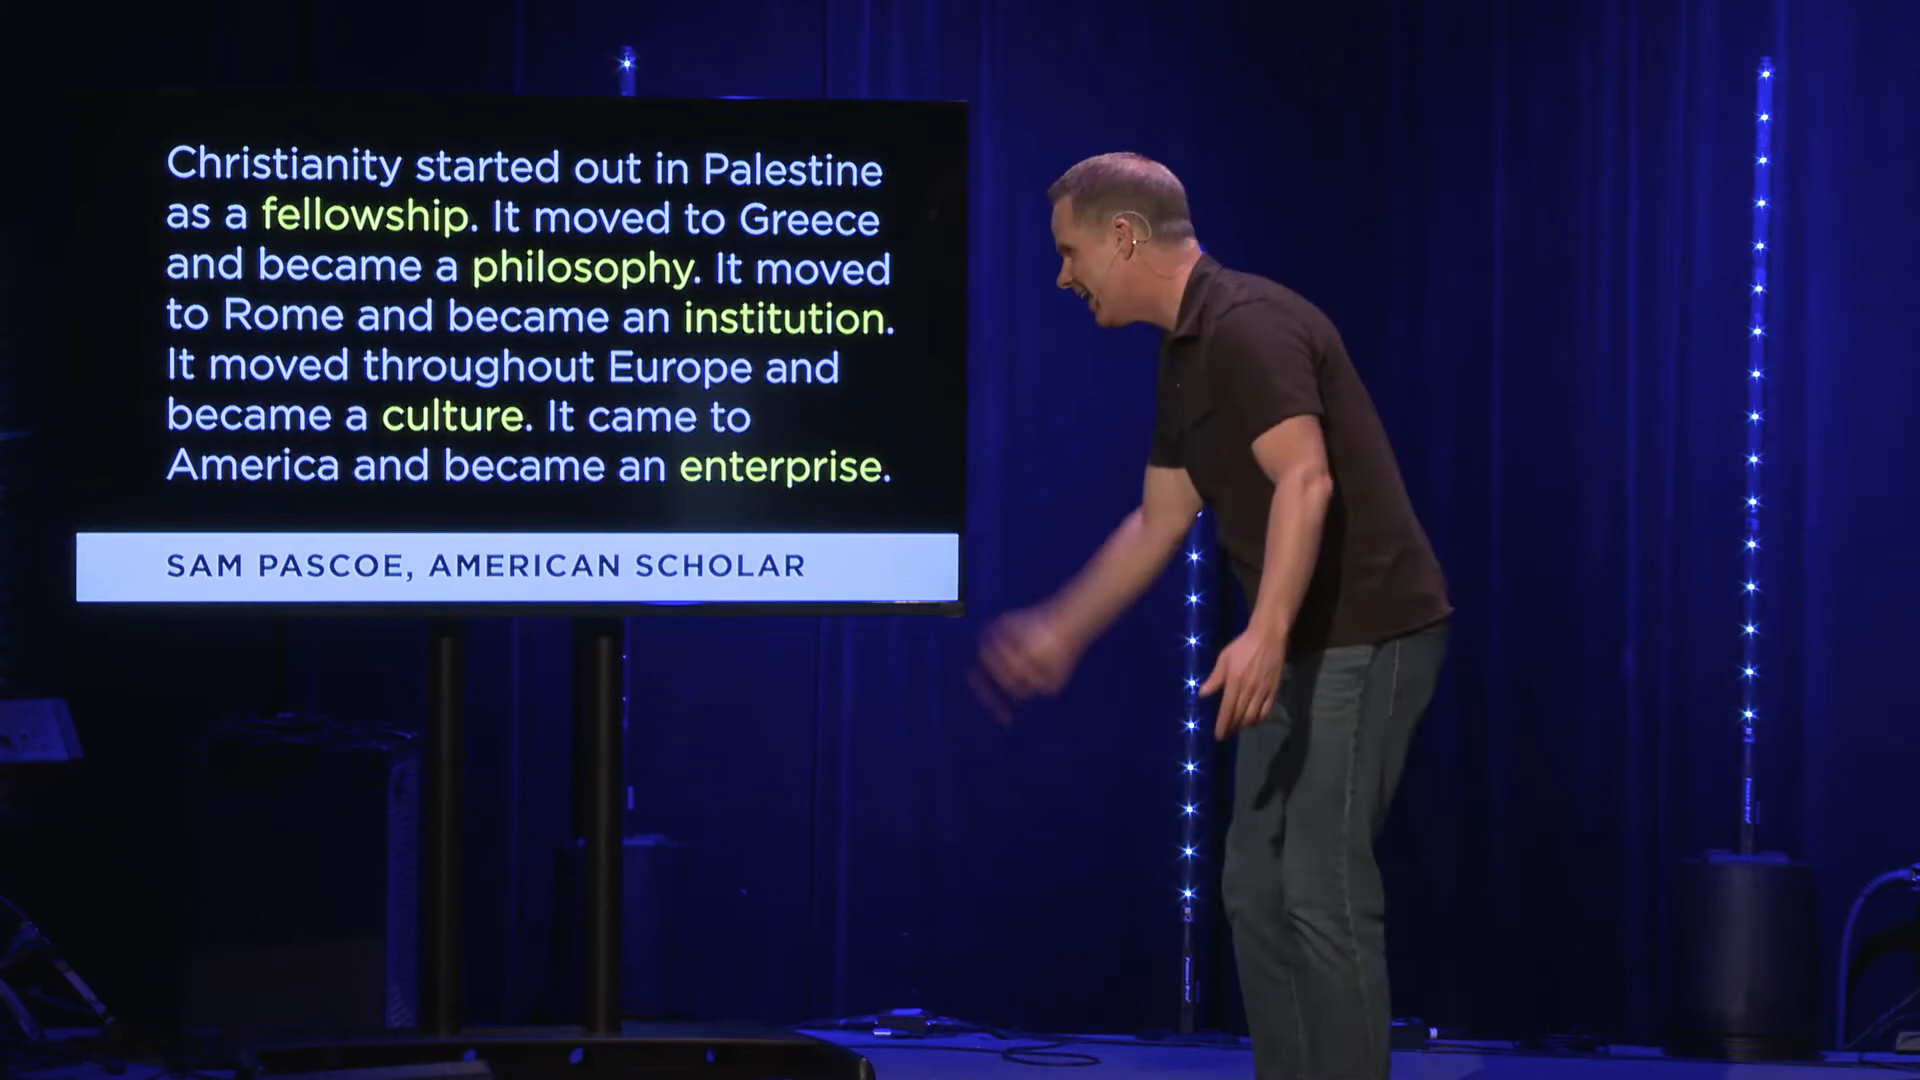 Christianity started out in Palestine
as a fellowship. It moved to Greece
and became a philosophy. It moved
to Rome and became an institution.
It moved throughout Europe and
became a culture. It came to
America and became an enterprise.
SAM PASCOE, AMERICAN SCHOLAR